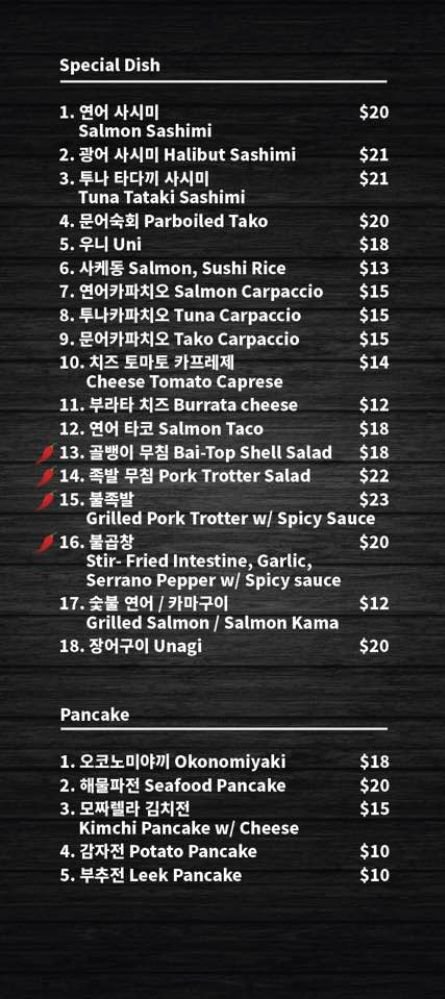 Special Dish
1. 연어 사시미 $20
Salmon Sashimi
2. 광어 사시미 Halibut Sashimi $21
3. 투나 타다끼 사시미 $21
Tuna Tataki Sashimi
4. 문어숙회 Parboiled Tako $20
5. 우니 Uni $18
6. 사케동 Salmon, Sushi Rice $13
7. 연어카파치오 Salmon Carpaccio $15
8. 투나카파치오 Tuna Carpaccio $15
9. 문어카파치오 Tako Carpaccio $15
10. 치즈 토마토 카프레제 $14
Cheese Tomato Caprese
11. 부라타 치즈 Burrata cheese $12
12. 연어 타코 Salmon Taco $18
13. 골뱅이 무침 Bai-Top Shell Salad $18
14. 족발 무침 Pork Trotter Salad $22
15. 불족발 $23
Grilled Pork Trotter w/ Spicy Sauce
16. 불곱창 $20
Stir- Fried Intestine, Garlic,
Serrano Pepper w/ Spicy sauce
17. 숯불 연어 / 카마구이 $12
Grilled Salmon / Salmon Kama
18. 장어구이 Unagi $20
Pancake
1. 오코노미야끼 Okonomiyaki $18
2. 해물파전 Seafood Pancake $20
3. 모짜렐라 김치전 $15
Kimchi Pancake w/ Cheese
4. 감자전 Potato Pancake $10
5. 부추전 Leek Pancake $10